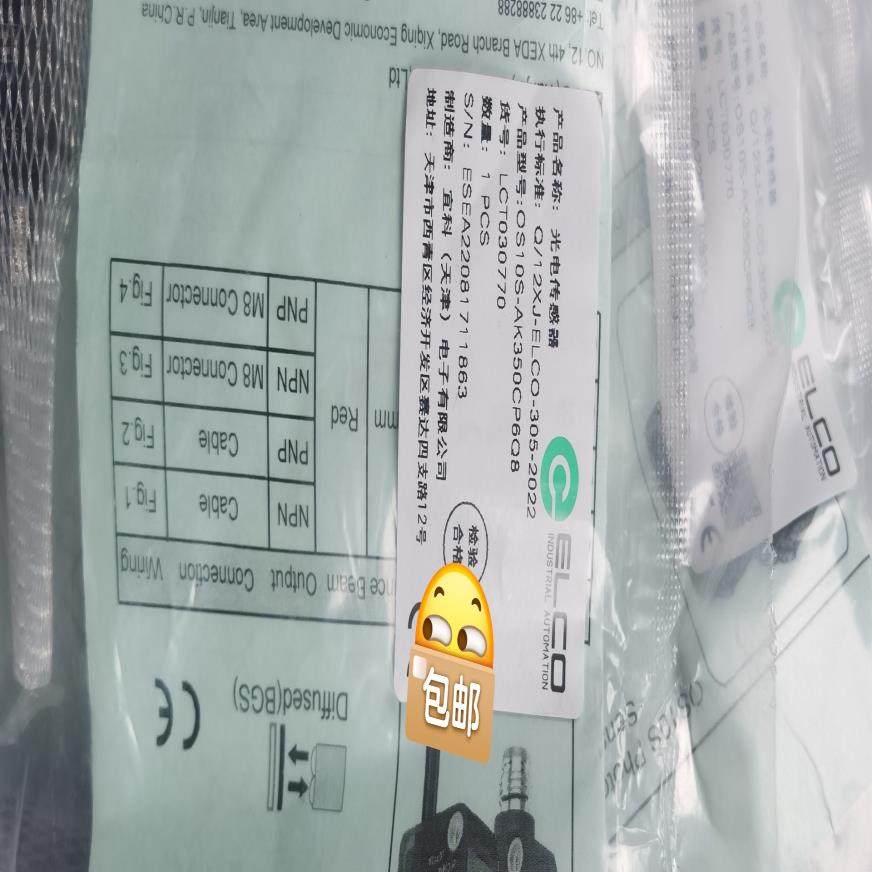 产品名称: 光电传感器
执行标准: Q/12XJ-ELCO-305-2022
产品型号:OS10S-AK350CP6Q8
货号: LCT030770
数量: 1 PCS
S/N: ESEA22081711863
制造商: 宜科（天津）电子有限公司
地址: 天津市西青区经济开发区赛达四支路12号
检验
合格
ELCO
INDUSTRIAL AUTOMATION
包邮
Diffused(BGS)
CE
Beam Output Connection Wiring
mm Red
NPN Cable Fig.1
PNP Cable Fig.2
NPN M8 Connector Fig.3
PNP M8 Connector Fig.4
Ltd
NO.12, 4th XEDA Branch Road, Xiqing Economic Development Area, Tianjin, P.R.China
Tel: +86 22 23888288
ELCO
AUTOMATION
LCT030770
1 PCS